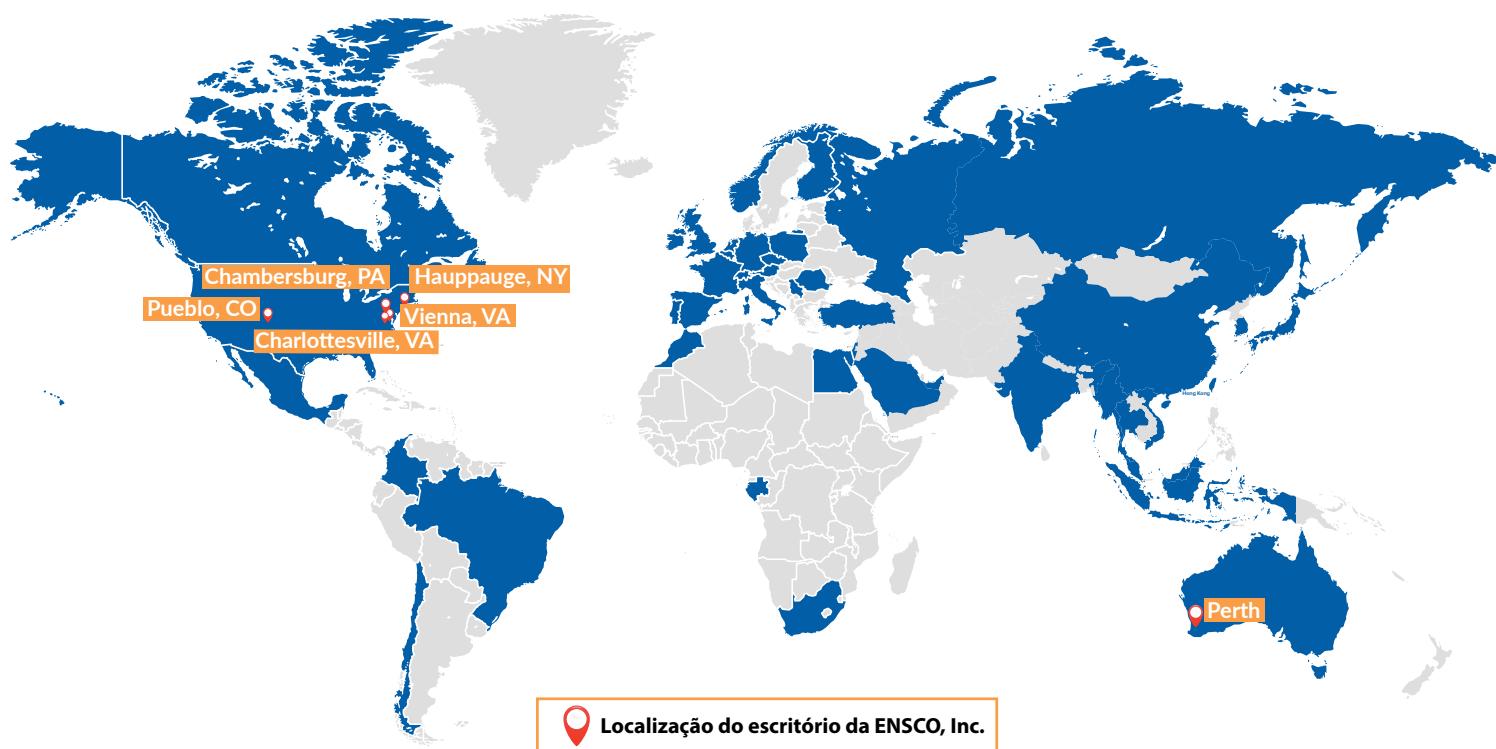 Chambersburg, PA
Hauppauge, NY
Pueblo, CO
Vienna, VA
Charlottesville, VA
Hong Kong
Perth
Localização do escritório da ENSCO, Inc.